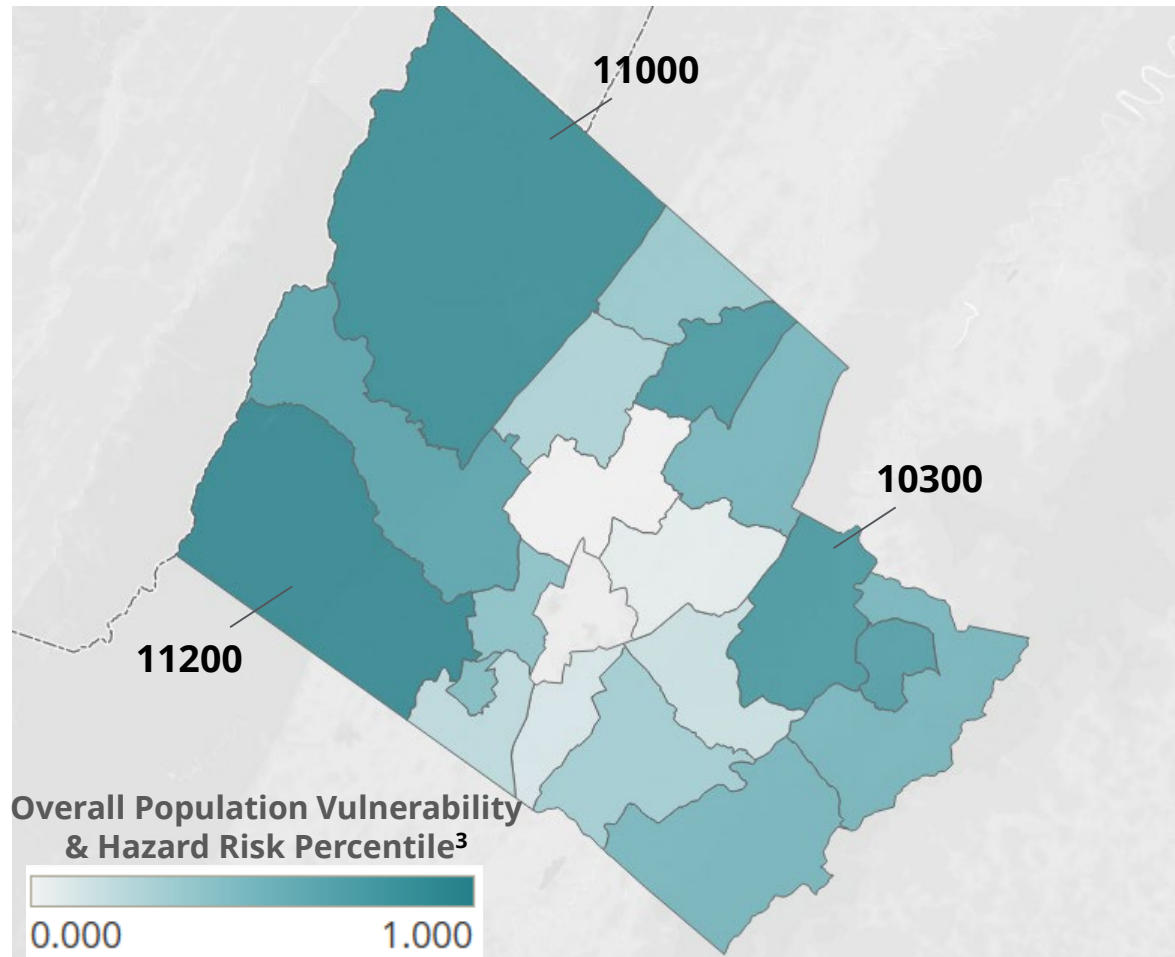 11000
10300
11200
Overall Population Vulnerability
& Hazard Risk Percentile³
0.000 1.000